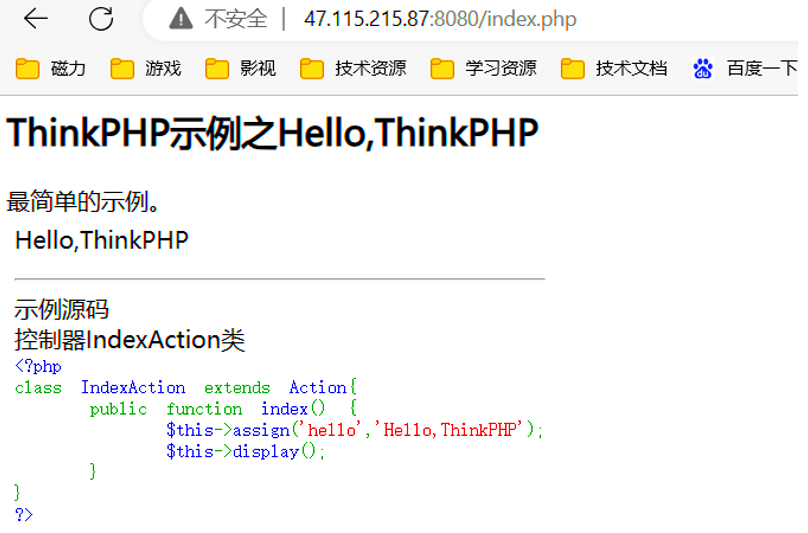 不安全 | 47.115.215.87:8080/index.php
磁力 游戏 影视 技术资源 学习资源 技术文档 百度一下
ThinkPHP示例之Hello,ThinkPHP
最简单的示例。
Hello,ThinkPHP
示例源码
控制器IndexAction类
<?php
class IndexAction extends Action{
public function index() {
$this->assign('hello','Hello,ThinkPHP');
$this->display();
}
}
?>